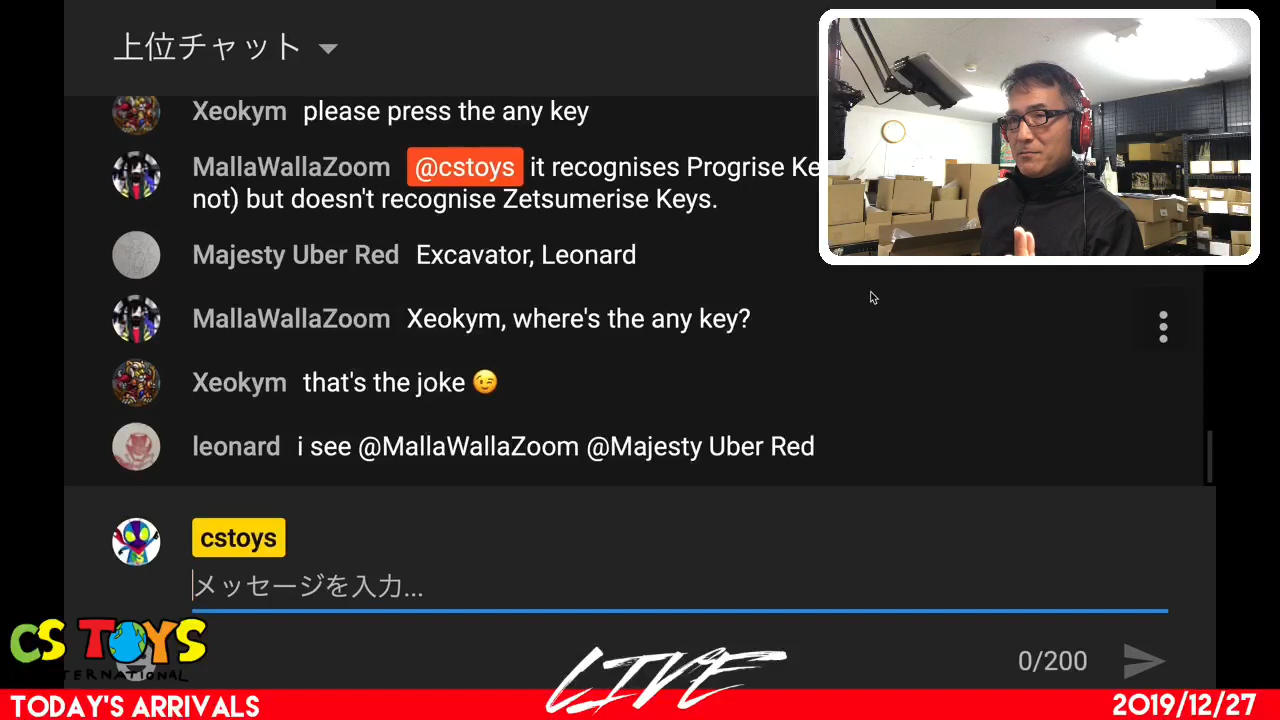 上位チャット
Xeokym please press the any key
MallaWallaZoom @cstoys it recognises Progrise Ke
not) but doesn't recognise Zetsumerise Keys.
Majesty Uber Red Excavator, Leonard
MallaWallaZoom Xeokym, where's the any key?
Xeokym that's the joke 😉
leonard i see @MallaWallaZoom @Majesty Uber Red
cstoys
メッセージを入力...
CS TOYS
INTERNATIONAL
LIVE
0/200
TODAY'S ARRIVALS
2019/12/27